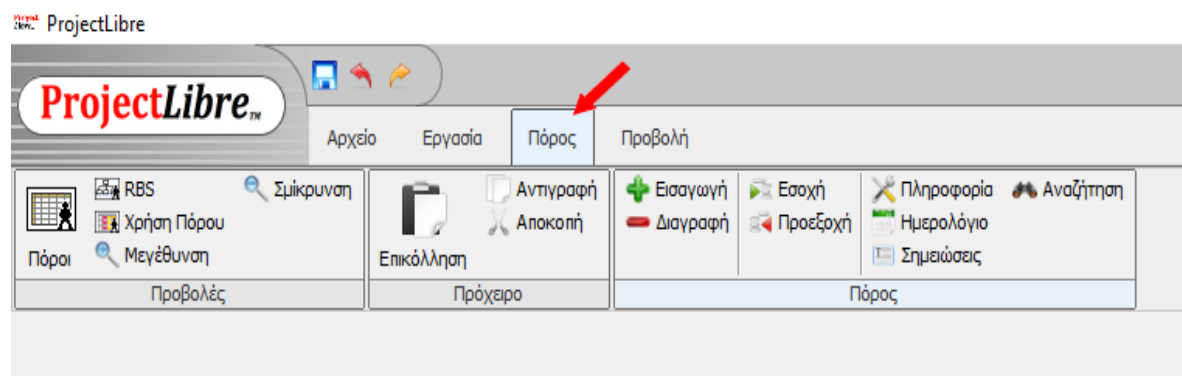 ProjectLibre
ProjectLibre™
Αρχείο Εργασία Πόρος Προβολή
RBS Σμίκρυνση Αντιγραφή Εισαγωγή Εσοχή Πληροφορία Αναζήτηση
Χρήση Πόρου Αποκοπή Διαγραφή Προεξοχή Ημερολόγιο
Πόροι Μεγέθυνση Επικόλληση Σημειώσεις
Προβολές Πρόχειρο Πόρος